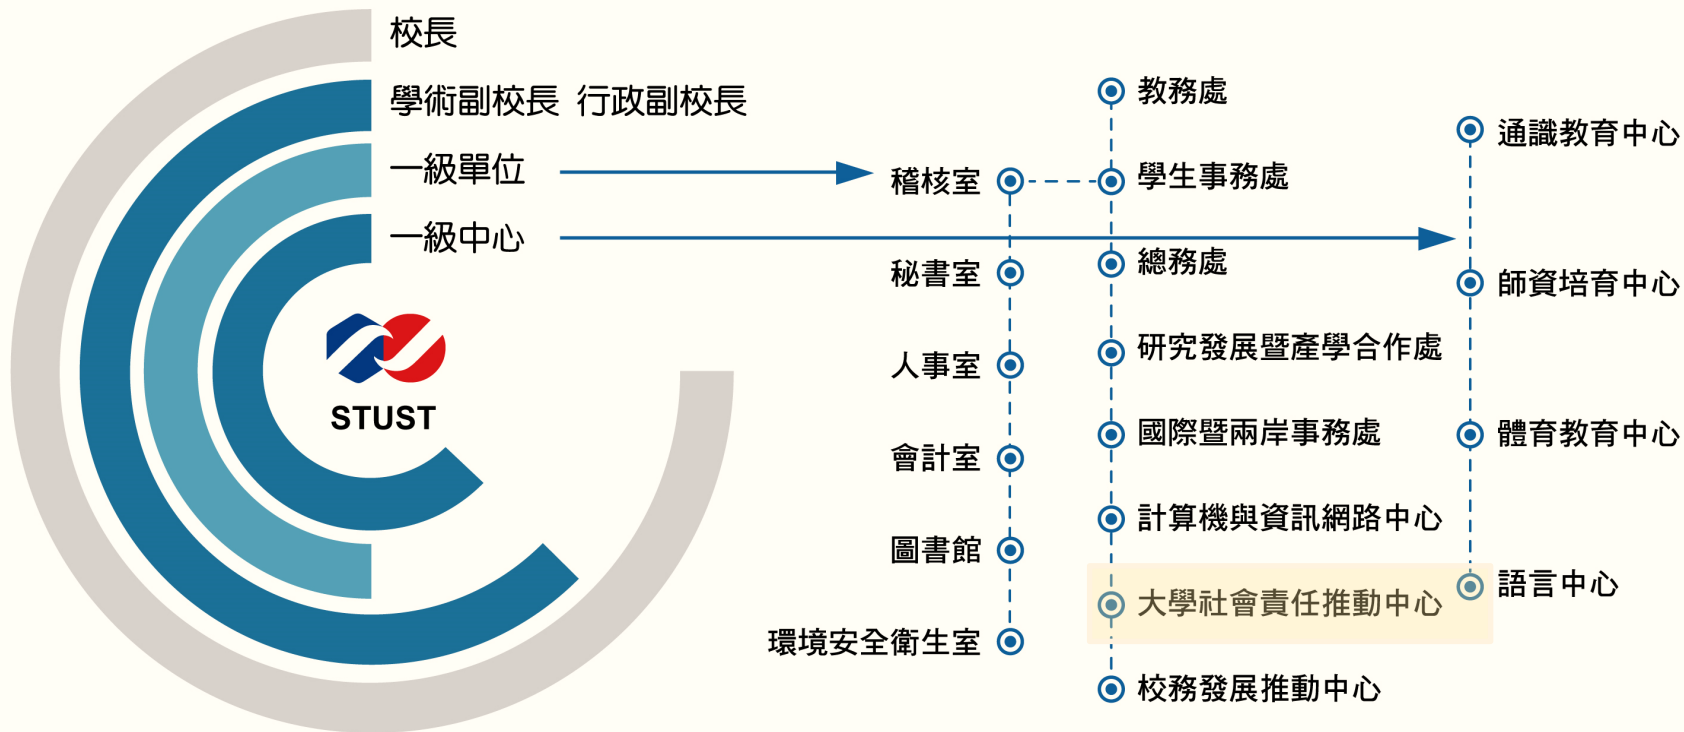 校長
學術副校長 行政副校長
一級單位
一級中心
STUST
稽核室
秘書室
人事室
會計室
圖書館
環境安全衛生室
教務處
學生事務處
總務處
研究發展暨產學合作處
國際暨兩岸事務處
計算機與資訊網路中心
大學社會責任推動中心
校務發展推動中心
通識教育中心
師資培育中心
體育教育中心
語言中心